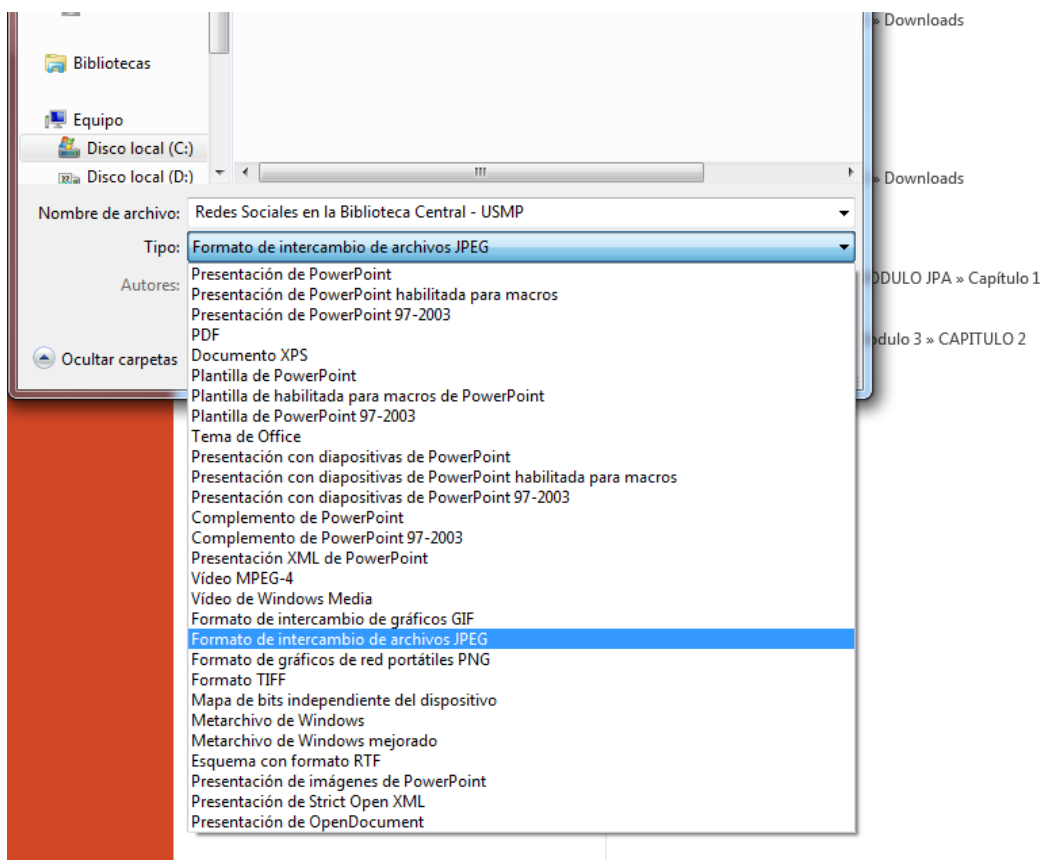 » Downloads
Bibliotecas
Equipo
Disco local (C:)
Disco local (D:)
» Downloads
Nombre de archivo: Redes Sociales en la Biblioteca Central - USMP
Tipo: Formato de intercambio de archivos JPEG
Autores:
Presentación de PowerPoint
Presentación de PowerPoint habilitada para macros
Presentación de PowerPoint 97-2003
PDF
Documento XPS
Plantilla de PowerPoint
Plantilla de habilitada para macros de PowerPoint
Plantilla de PowerPoint 97-2003
Tema de Office
Presentación con diapositivas de PowerPoint
Presentación con diapositivas de PowerPoint habilitada para macros
Presentación con diapositivas de PowerPoint 97-2003
Complemento de PowerPoint
Complemento de PowerPoint 97-2003
Presentación XML de PowerPoint
Vídeo MPEG-4
Vídeo de Windows Media
Formato de intercambio de gráficos GIF
Formato de intercambio de archivos JPEG
Formato de gráficos de red portátiles PNG
Formato TIFF
Mapa de bits independiente del dispositivo
Metarchivo de Windows
Metarchivo de Windows mejorado
Esquema con formato RTF
Presentación de imágenes de PowerPoint
Presentación de Strict Open XML
Presentación de OpenDocument
Ocultar carpetas
JPA » Capítulo 1
3 » CAPITULO 2